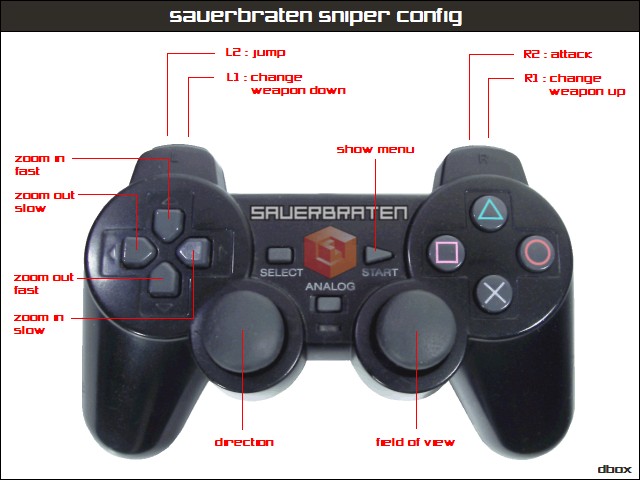 sauerbraten sniper config
L2 : jump
L1 : change
weapon down
R2 : attack
R1 : change
weapon up
show menu
zoom in
fast
zoom out
slow
zoom out
fast
zoom in
slow
L
R
SAUERBRATEN
SELECT
START
ANALOG
direction
field of view
dbox